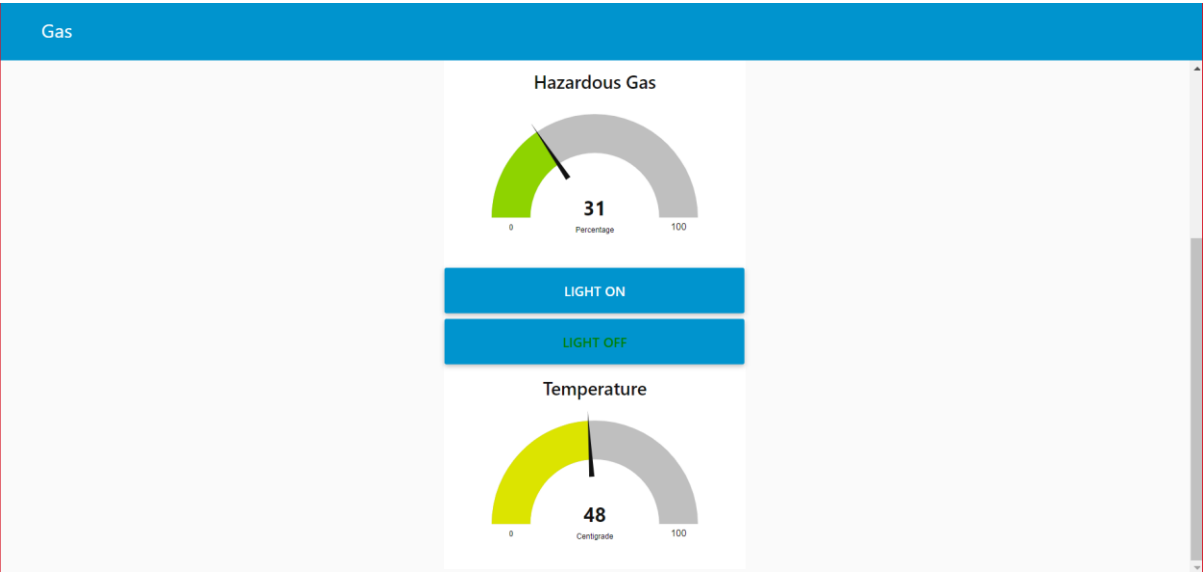 Gas
Hazardous Gas
31
0
Percentage
100
LIGHT ON
LIGHT OFF
Temperature
48
0
Centigrade
100